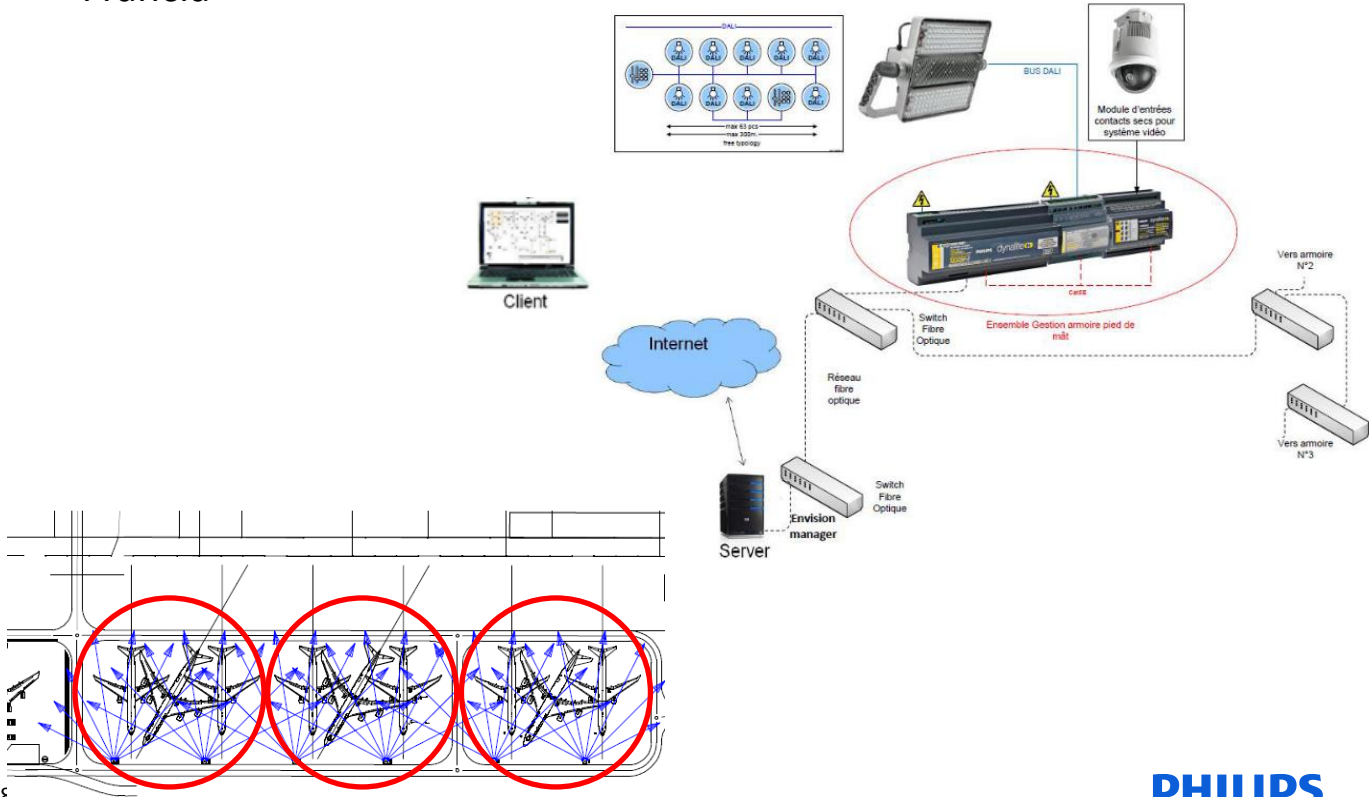 DALI
DALI DALI DALI DALI DALI
DALI DALI DALI DALI
max 63 pcs
max 300m.
free typology
BUS DALI
Module d'entrées
contacts secs pour
système vidéo
dynalite
Client
Internet
Switch
Fibre
Optique
Ensemble Gestion armoire pied de
mât
Vers armoire
N°2
Réseau
fibre
optique
Vers armoire
N°3
Switch
Fibre
Optique
Envision
manager
Server
PHILIPS